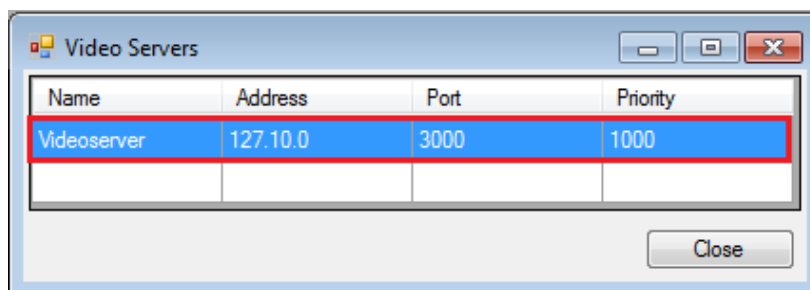 Video Servers
Name Address Port Priority
Videoserver 127.10.0 3000 1000
Close